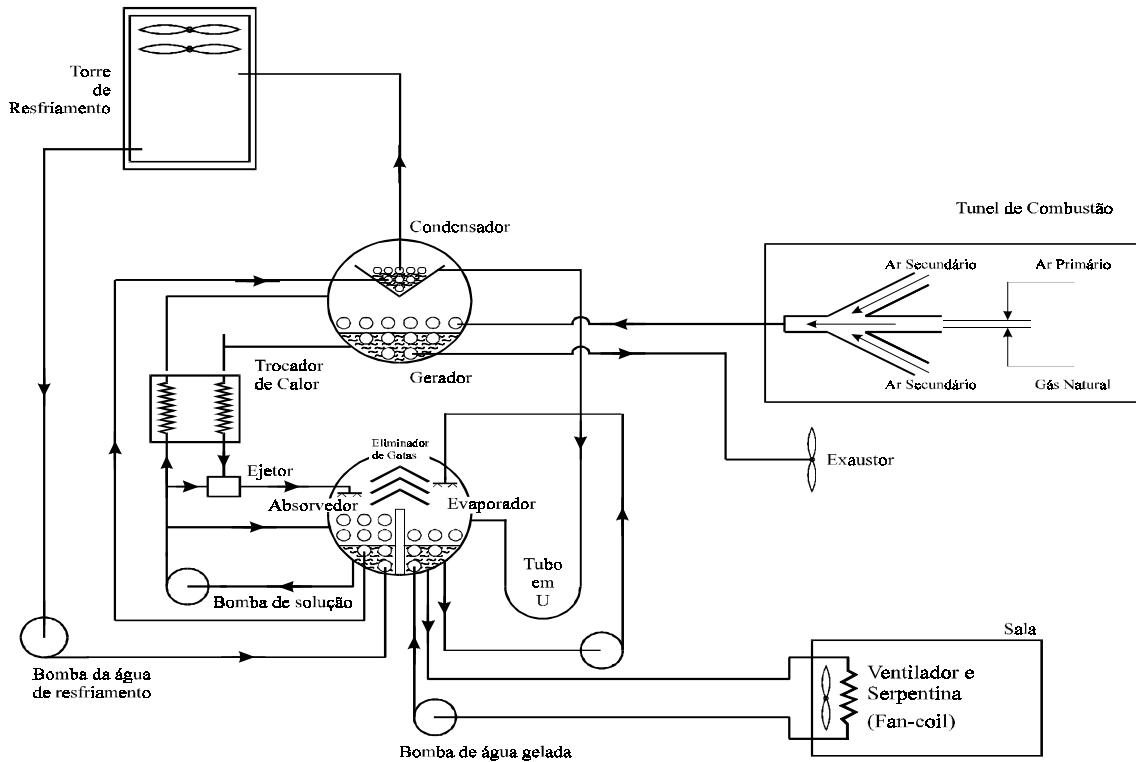 Torre
de
Resfriamento
Condensador
Tunel de Combustão
Ar Secundário
Ar Primário
Ar Secundário
Gás Natural
Trocador
de Calor
Gerador
Eliminador
de Gotas
Ejetor
Absorvedor
Evaporador
Exaustor
Tubo
em
U
Bomba de solução
Sala
Bomba da água
de resfriamento
Ventilador e
Serpentina
(Fan-coil)
Bomba de água gelada